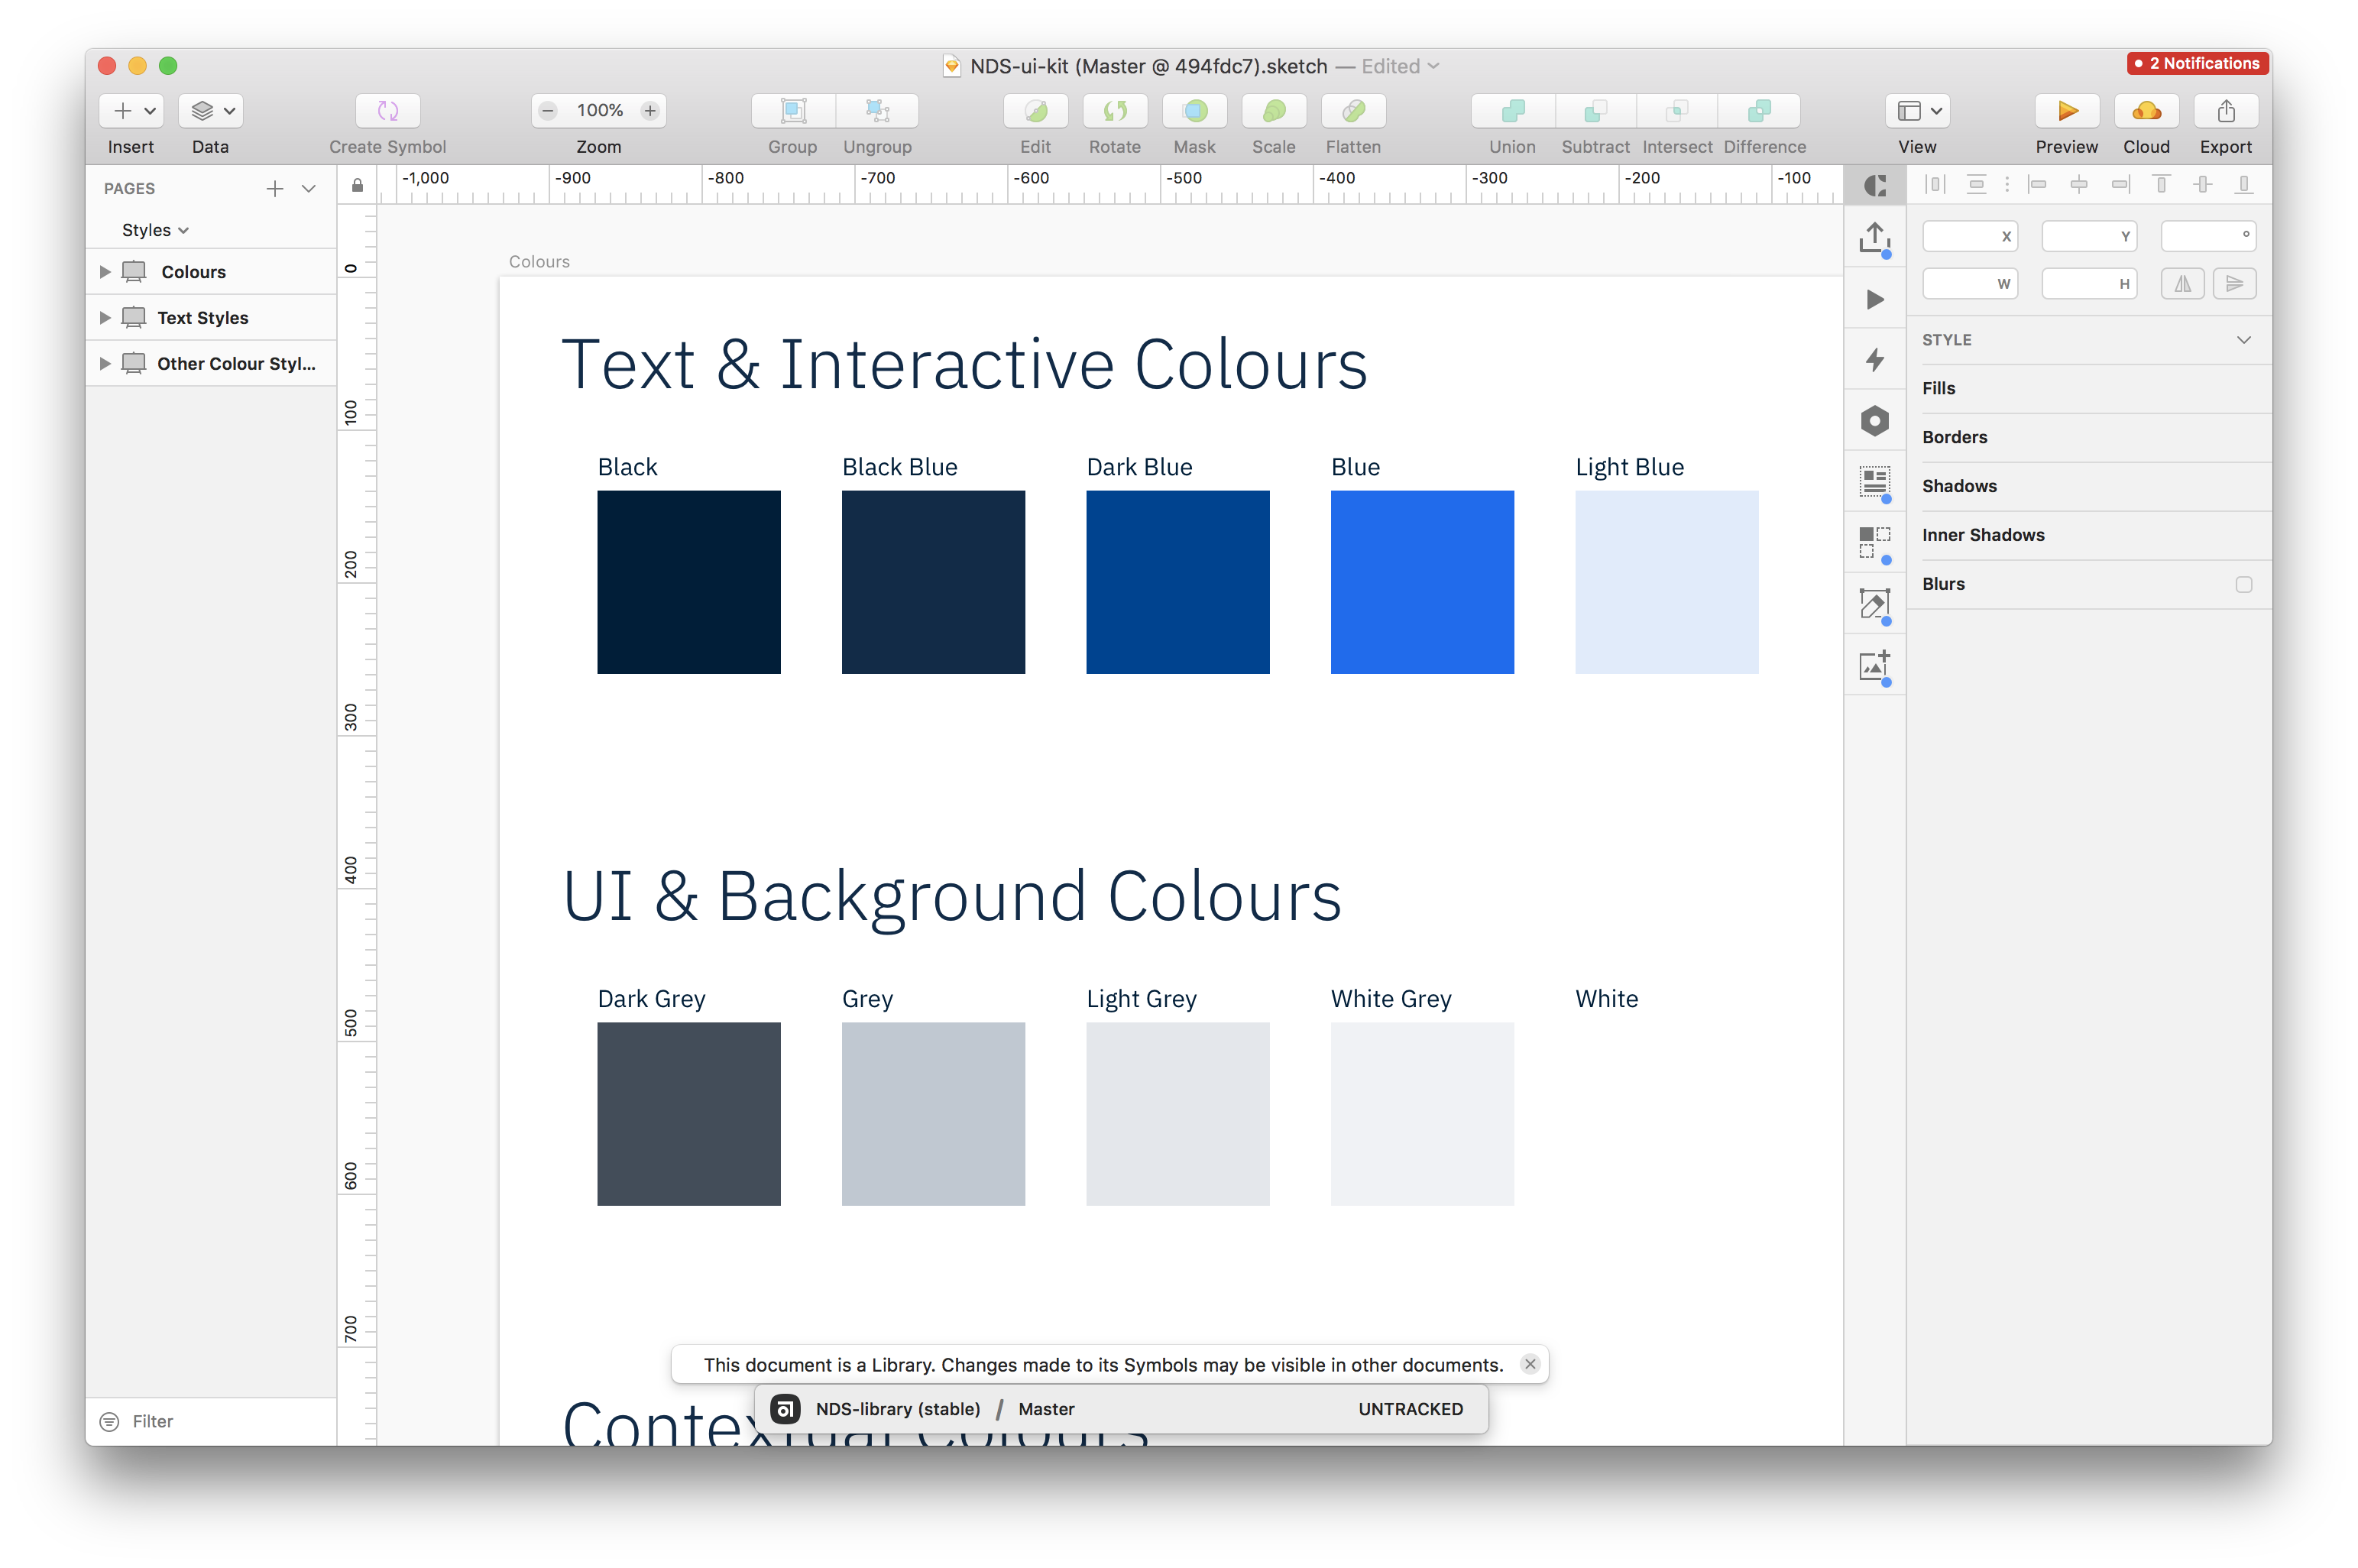 NDS-ui-kit (Master @ 494fdc7).sketch — Edited
2 Notifications
Insert
Data
Create Symbol
100%
Zoom
Group
Ungroup
Edit
Rotate
Mask
Scale
Flatten
Union
Subtract
Intersect
Difference
View
Preview
Cloud
Export
PAGES
Styles
Colours
Text Styles
Other Colour Styl...
Filter
-1,000
-900
-800
-700
-600
-500
-400
-300
-200
-100
0
100
200
300
400
500
600
700
Colours
Text & Interactive Colours
Black
Black Blue
Dark Blue
Blue
Light Blue
UI & Background Colours
Dark Grey
Grey
Light Grey
White Grey
White
Contextual Colours
This document is a Library. Changes made to its Symbols may be visible in other documents.
NDS-library (stable) / Master
UNTRACKED
X
Y
°
W
H
STYLE
Fills
Borders
Shadows
Inner Shadows
Blurs